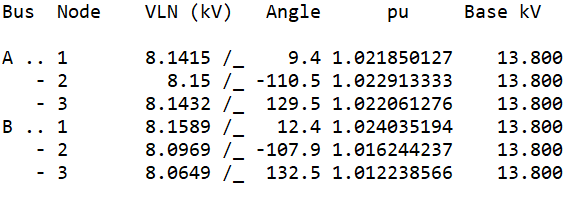 Bus  Node    VLN (kV)   Angle      pu     Base kV
A .. 1       8.1415 /_    9.4 1.021850127    13.800
   - 2         8.15 /_ -110.5 1.022913333    13.800
   - 3       8.1432 /_  129.5 1.022061276    13.800
B .. 1       8.1589 /_   12.4 1.024035194    13.800
   - 2       8.0969 /_ -107.9 1.016244237    13.800
   - 3       8.0649 /_  132.5 1.012238566    13.800